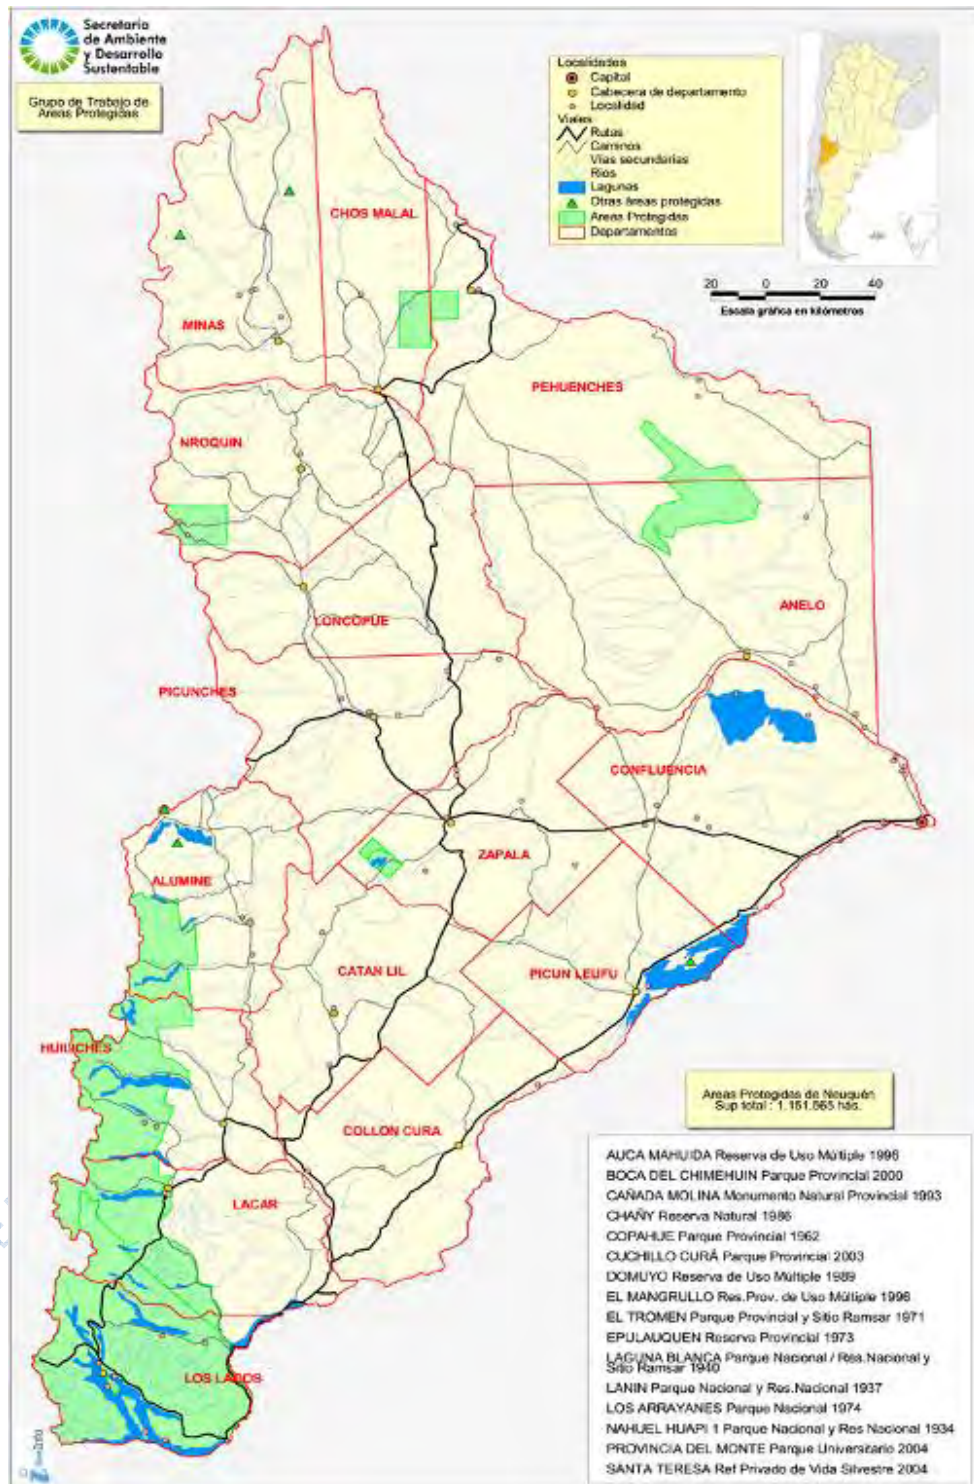 Secretaría
de Ambiente
y Desarrollo
Sustentable
Grupo de Trabajo de
Areas Protegidas
Localidades
Capital
Cabecera de departamento
Localidad
Viales
Rutas
Caminos
Vías secundarias
Rios
Lagunas
Otras áreas protegidas
Areas Protegidas
Departamentos
20 0 20 40
Escala gráfica en kilómetros
CHOS MALAL
MINAS
PEHUENCHES
NROQUIN
ANELO
LONCOPUE
PICUNCHES
CONFLUENCIA
ZAPALA
ALUMINE
CATAN LIL
PICUN LEUFU
HUILICHES
COLLON CURA
LACAR
LOS LAGOS
Areas Protegidas de Neuquén
Sup total : 1.161.565 hás.
AUCA MAHUIDA Reserva de Uso Múltiple 1996
BOCA DEL CHIMEHUIN Parque Provincial 2000
CAÑADA MOLINA Monumento Natural Provincial 1993
CHAÑY Reserva Natural 1986
COPAHUE Parque Provincial 1962
CUCHILLO CURÁ Parque Provincial 2003
DOMUYO Reserva de Uso Múltiple 1989
EL MANGRULLO Res.Prov. de Uso Múltiple 1996
EL TROMEN Parque Provincial y Sitio Ramsar 1971
EPULAUQUEN Reserva Provincial 1973
LAGUNA BLANCA Parque Nacional / Res.Nacional y
Sitio Ramsar 1940
LANIN Parque Nacional y Res.Nacional 1937
LOS ARRAYANES Parque Nacional 1974
NAHUEL HUAPI 1 Parque Nacional y Res Nacional 1934
PROVINCIA DEL MONTE Parque Universitario 2004
SANTA TERESA Ref Privado de Vida Silvestre 2004